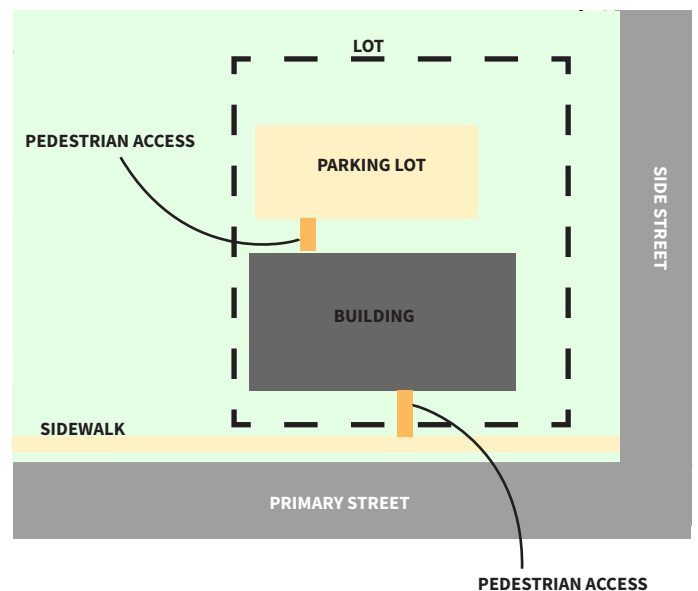 LOT
PEDESTRIAN ACCESS
PARKING LOT
SIDE STREET
BUILDING
SIDEWALK
PRIMARY STREET
PEDESTRIAN ACCESS